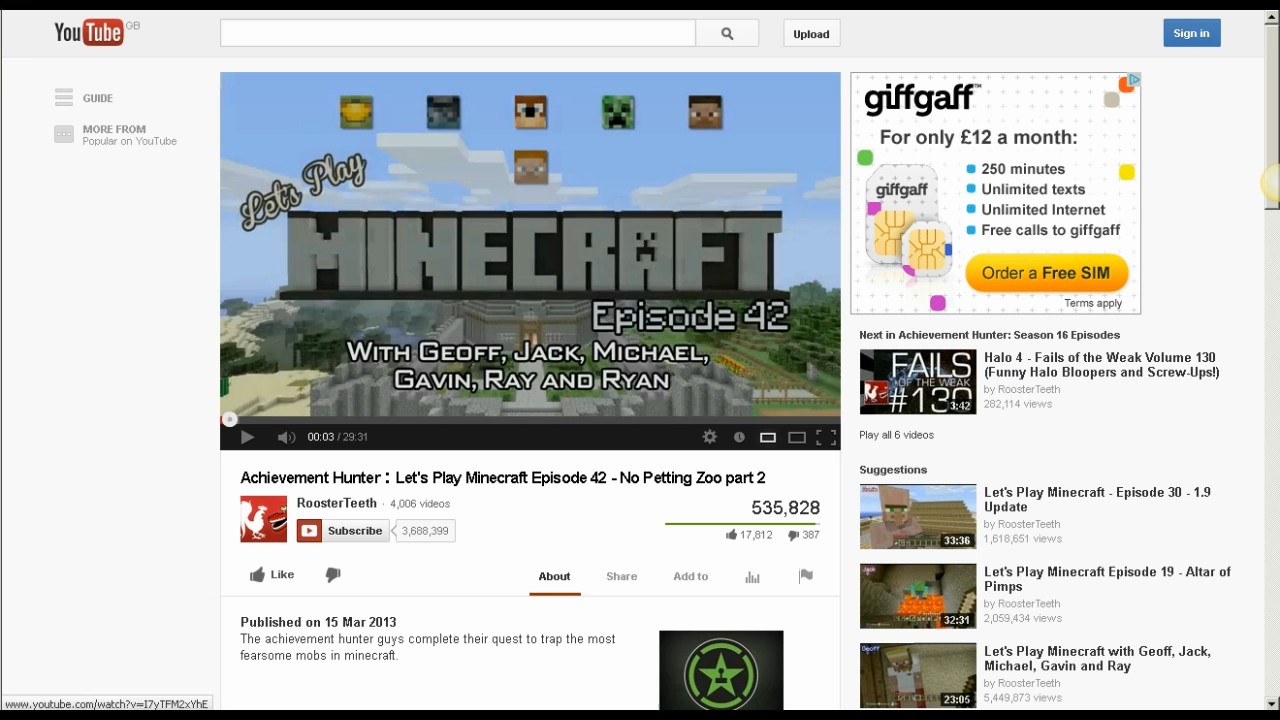 YouTube GB
Upload
Sign in
GUIDE
MORE FROM
Popular on YouTube
Let's Play
MINECRAFT
Episode 42
WITH GEOFF, JACK, MICHAEL,
GAVIN, RAY AND RYAN
00:03 / 29:31
Achievement Hunter : Let's Play Minecraft Episode 42 - No Petting Zoo part 2
RoosterTeeth · 4,006 videos
Subscribe 3,688,399
535,828
17,812 387
Like
About Share Add to
Published on 15 Mar 2013
The achievement hunter guys complete their quest to trap the most
fearsome mobs in minecraft.
www.youtube.com/watch?v=I7yTFM2xYhE
giffgaff™
For only £12 a month:
250 minutes
Unlimited texts
Unlimited Internet
Free calls to giffgaff
giffgaff
Order a Free SIM
Terms apply
Next in Achievement Hunter: Season 16 Episodes
FAILS
OF THE WEAK
#130
3:42
Halo 4 - Fails of the Weak Volume 130
(Funny Halo Bloopers and Screw-Ups!)
by RoosterTeeth
282,114 views
Play all 6 videos
Suggestions
33:36
Let's Play Minecraft - Episode 30 - 1.9
Update
by RoosterTeeth
1,618,651 views
Jack
32:31
Let's Play Minecraft Episode 19 - Altar of
Pimps
by RoosterTeeth
2,059,434 views
Geoff
23:05
Let's Play Minecraft with Geoff, Jack,
Michael, Gavin and Ray
by RoosterTeeth
5,449,873 views